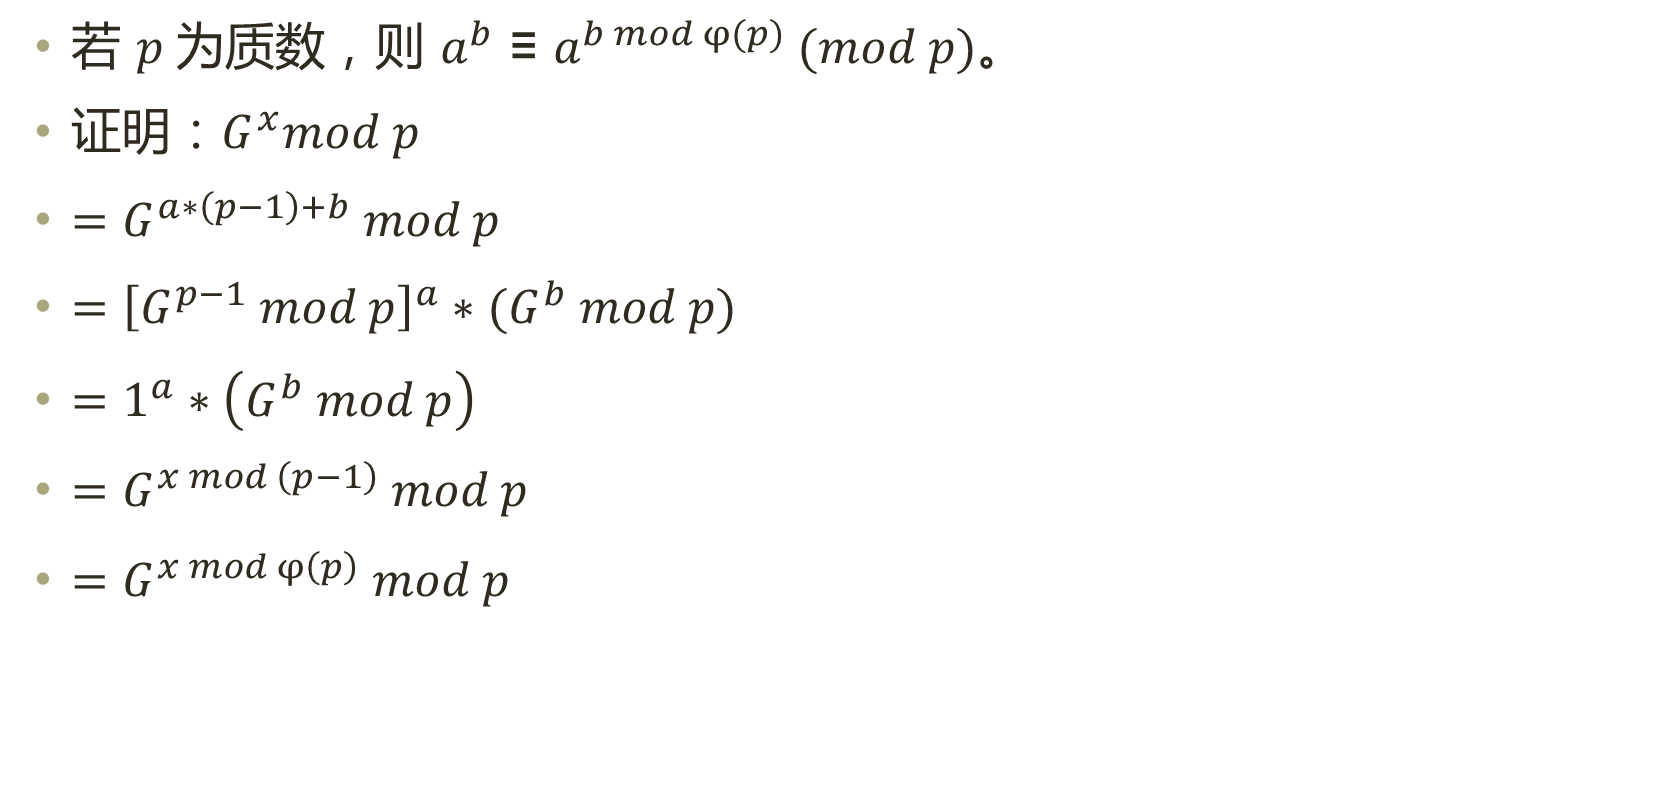 • 若 p 为质数，则 a^b ≡ a^{b mod φ(p)} (mod p)。
• 证明：G^x mod p
• = G^{a*(p−1)+b} mod p
• = [G^{p−1} mod p]^a * (G^b mod p)
• = 1^a * (G^b mod p)
• = G^{x mod (p−1)} mod p
• = G^{x mod φ(p)} mod p